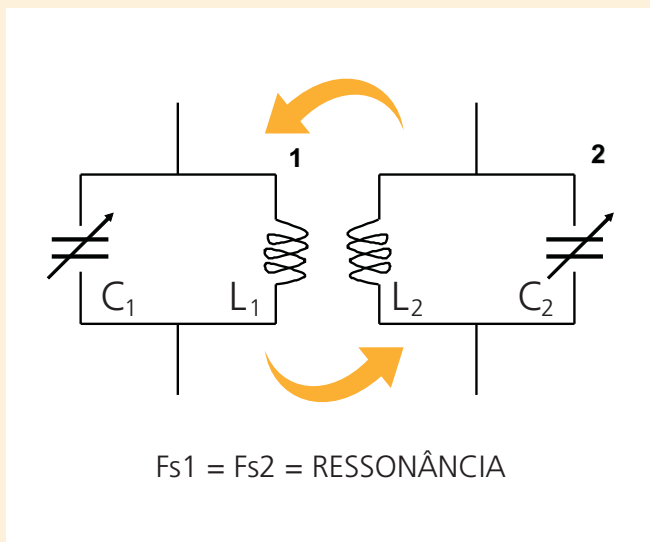 1
2
C₁
L₁
L₂
C₂
Fs1 = Fs2 = RESSONÂNCIA